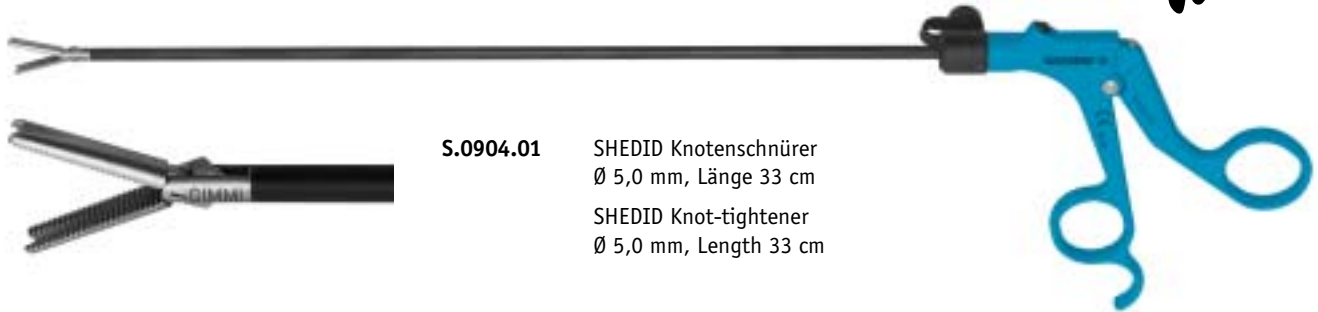 S.0904.01 SHEDID Knotenschnürer
Ø 5,0 mm, Länge 33 cm
SHEDID Knot-tightener
Ø 5,0 mm, Length 33 cm
GIMMI